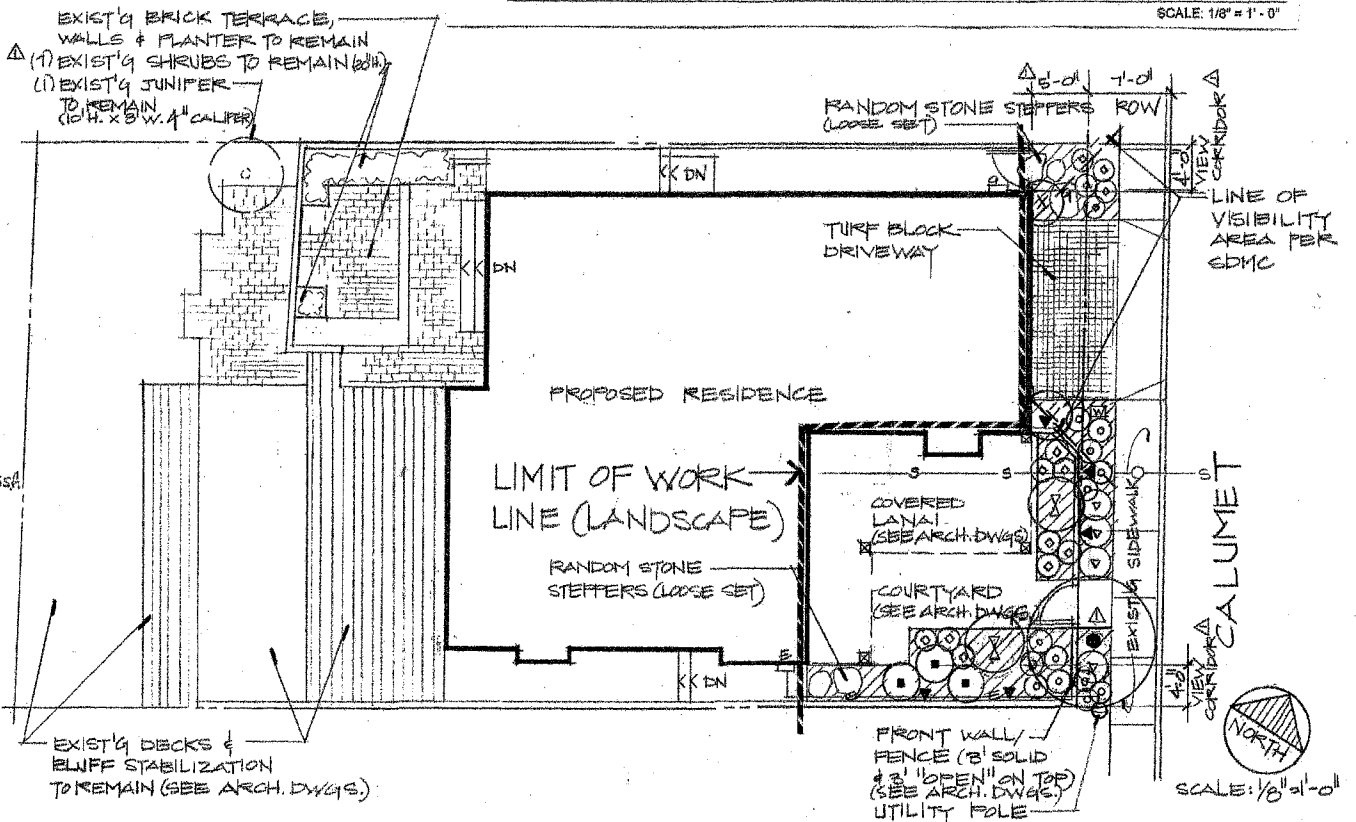 SCALE: 1/8" = 1' - 0"
EXIST'G BRICK TERRACE,
WALLS & PLANTER TO REMAIN
EXIST'G SHRUBS TO REMAIN
(1) EXIST'G JUNIPER
TO REMAIN
(10'H. x 8'W. 4" CALIPER)
5'-0"
7'-0"
RANDOM STONE STEPPERS
(LOOSE SET)
ROW
4'-0"
VIEW
CORRIDOR
LINE OF
VISIBILITY
AREA PER
SDMC
DN
DN
TURF BLOCK
DRIVEWAY
PROPOSED RESIDENCE
LIMIT OF WORK
LINE (LANDSCAPE)
S
S
S
W
COVERED
LANAI
(SEE ARCH. DWGS)
RANDOM STONE
STEPPERS (LOOSE SET)
COURTYARD
(SEE ARCH. DWGS)
EXIST'G SIDEWALK
CALUMET
E
DN
E
4'-0"
VIEW
CORRIDOR
EXIST'G DECKS &
BLUFF STABILIZATION
TO REMAIN (SEE ARCH. DWGS.)
FRONT WALL/
FENCE (3' SOLID
& 3' "OPEN" ON TOP)
(SEE ARCH. DWGS.)
UTILITY POLE
NORTH
SCALE: 1/8"=1'-0"